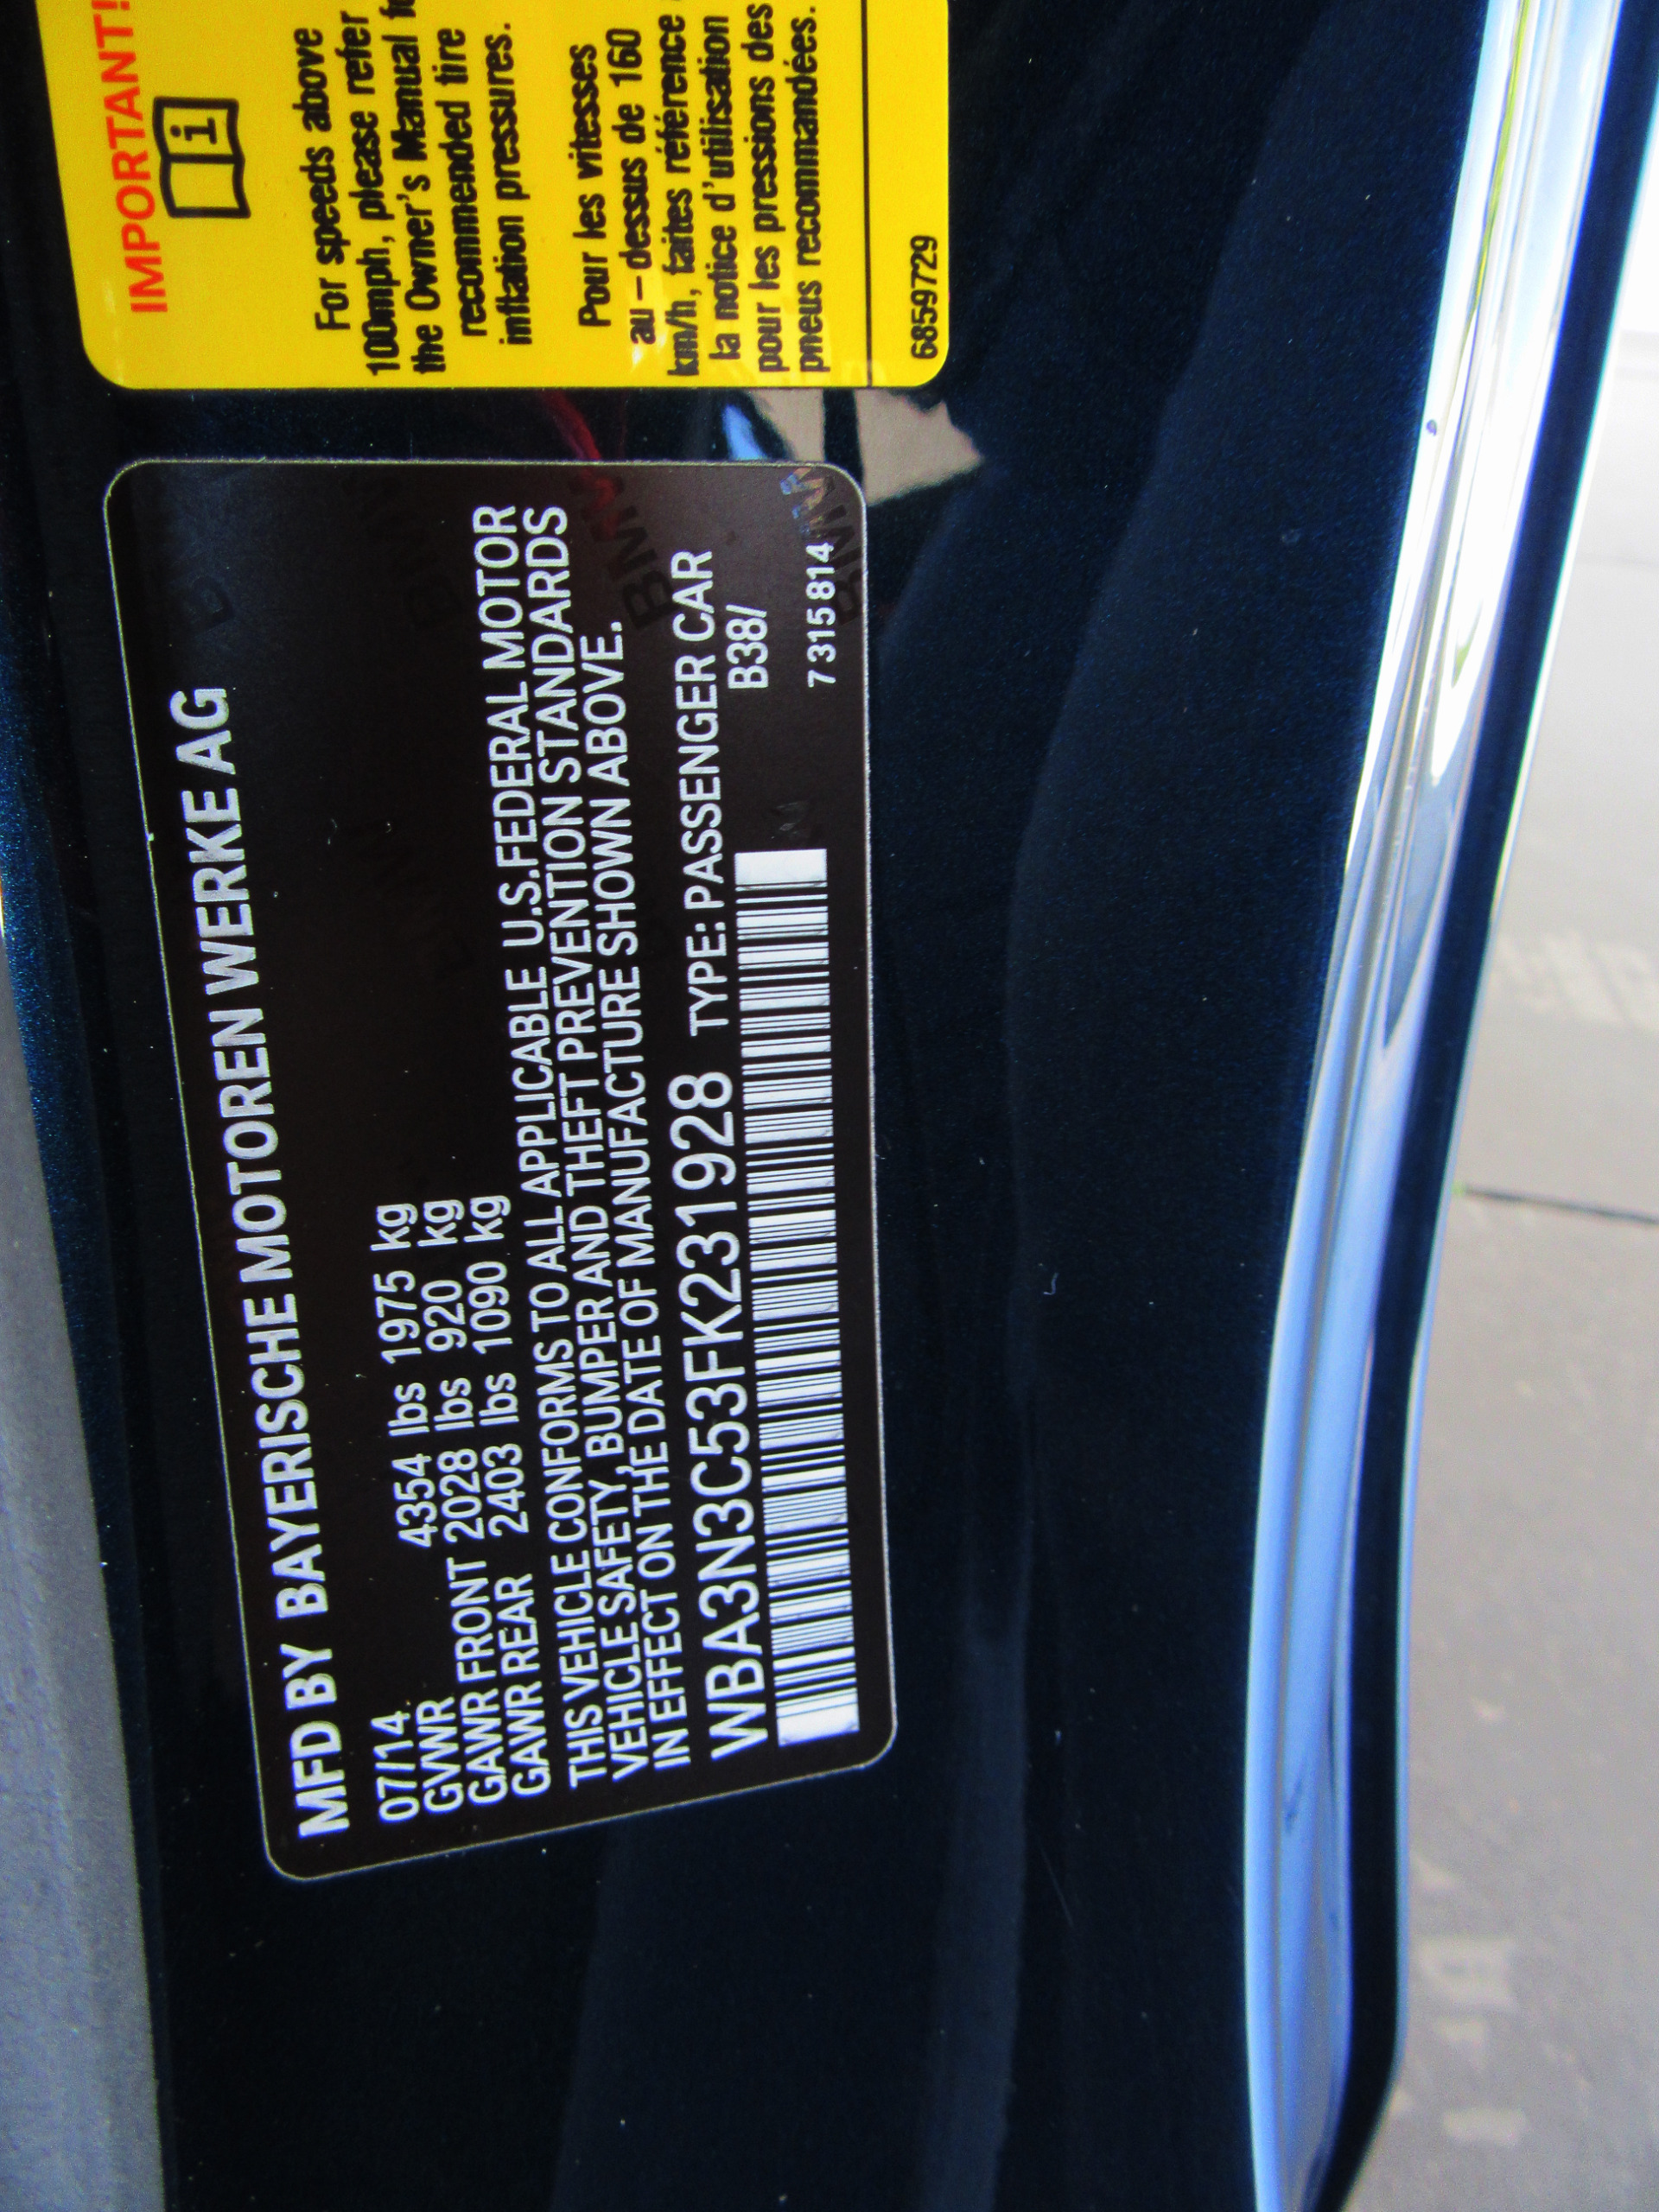 IMPORTANT!
For speeds above
100mph, please refer
the Owner's Manual
recommended tire
inflation pressures.
Pour les vitesses
au-dessus de 160
km/h, faites référence
la notice d'utilisation
pour les pressions des
pneus recommandées.
6859729
MFD BY BAYERISCHE MOTOREN WERKE AG
07/14
GVWR 4354 lbs 1975 kg
GAWR FRONT 2028 lbs 920 kg
GAWR REAR 2403 lbs 1090 kg
THIS VEHICLE CONFORMS TO ALL APPLICABLE U.S.FEDERAL MOTOR
VEHICLE SAFETY, BUMPER AND THEFT PREVENTION STANDARDS
IN EFFECT ON THE DATE OF MANUFACTURE SHOWN ABOVE.
WBA3N3C53FK231928 TYPE: PASSENGER CAR
B38/
7315814